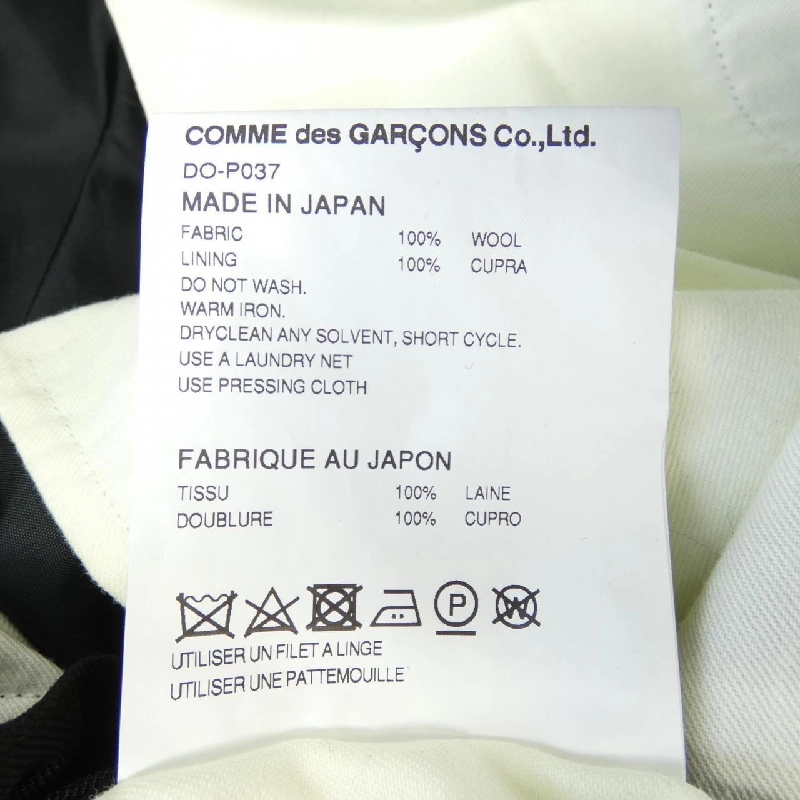 COMME des GARÇONS Co.,Ltd.
DO-P037
MADE IN JAPAN
FABRIC 100% WOOL
LINING 100% CUPRA
DO NOT WASH.
WARM IRON.
DRYCLEAN ANY SOLVENT, SHORT CYCLE.
USE A LAUNDRY NET
USE PRESSING CLOTH
FABRIQUE AU JAPON
TISSU 100% LAINE
DOUBLURE 100% CUPRO
P W
UTILISER UN FILET A LINGE
UTILISER UNE PATTEMOUILLE